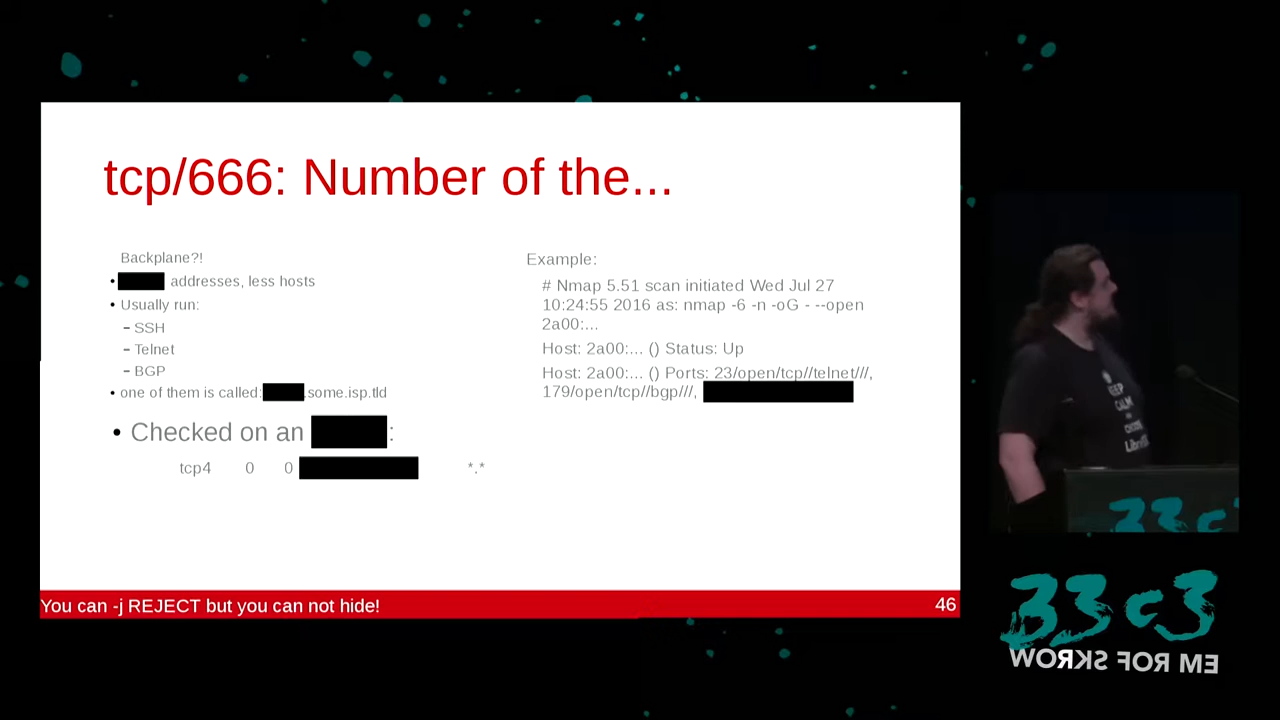 tcp/666: Number of the...
Backplane?!
• addresses, less hosts
• Usually run:
– SSH
– Telnet
– BGP
• one of them is called: .some.isp.tld
• Checked on an :
tcp4 0 0 *.*
Example:
# Nmap 5.51 scan initiated Wed Jul 27
10:24:55 2016 as: nmap -6 -n -oG - --open
2a00:...
Host: 2a00:... () Status: Up
Host: 2a00:... () Ports: 23/open/tcp//telnet///,
179/open/tcp//bgp///,
You can -j REJECT but you can not hide!
46
KEEP
CALM
33c3
33c3
WORKS FOR ME